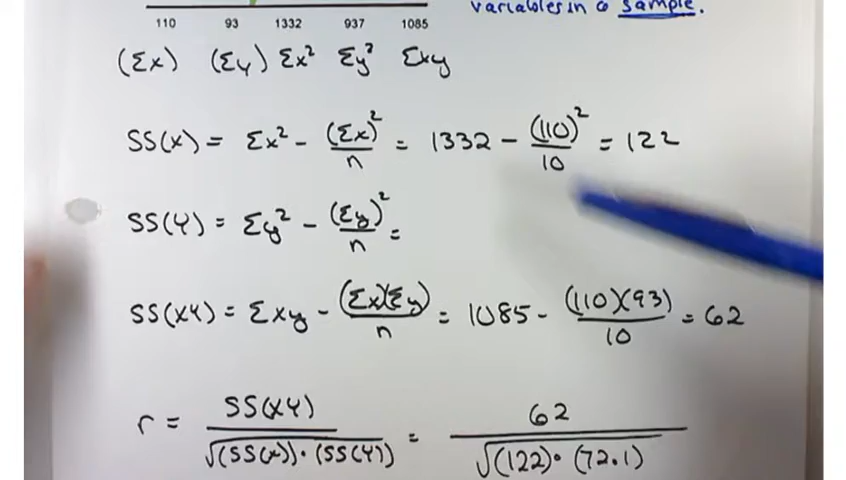 variables in a sample.
110 93 1332 937 1085
(Σx) (Σy) Σx² Σy² Σxy
SS(x) = Σx² - (Σx)²/n = 1332 - (110)²/10 = 122
SS(Y) = Σy² - (Σy)²/n =
SS(XY) = Σxy - (Σx)(Σy)/n = 1085 - (110)(93)/10 = 62
r = SS(XY)/√(SS(x))·(SS(Y)) = 62/√(122)·(72.1)